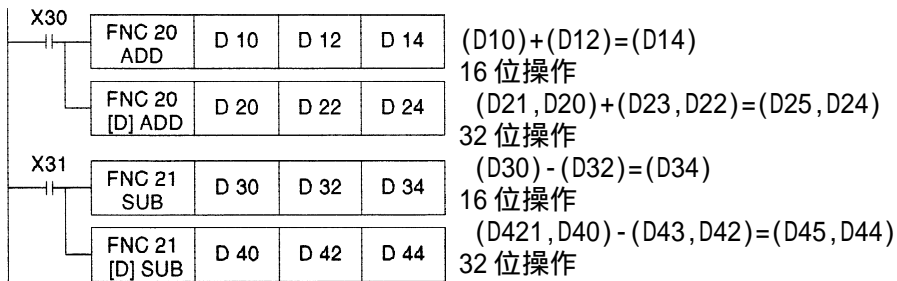 X30
FNC 20 ADD D 10 D 12 D 14
(D10)+(D12)=(D14)
16 位操作
FNC 20 [D] ADD D 20 D 22 D 24
(D21,D20)+(D23,D22)=(D25,D24)
32 位操作
X31
FNC 21 SUB D 30 D 32 D 34
(D30)-(D32)=(D34)
16 位操作
FNC 21 [D] SUB D 40 D 42 D 44
(D421,D40)-(D43,D42)=(D45,D44)
32 位操作